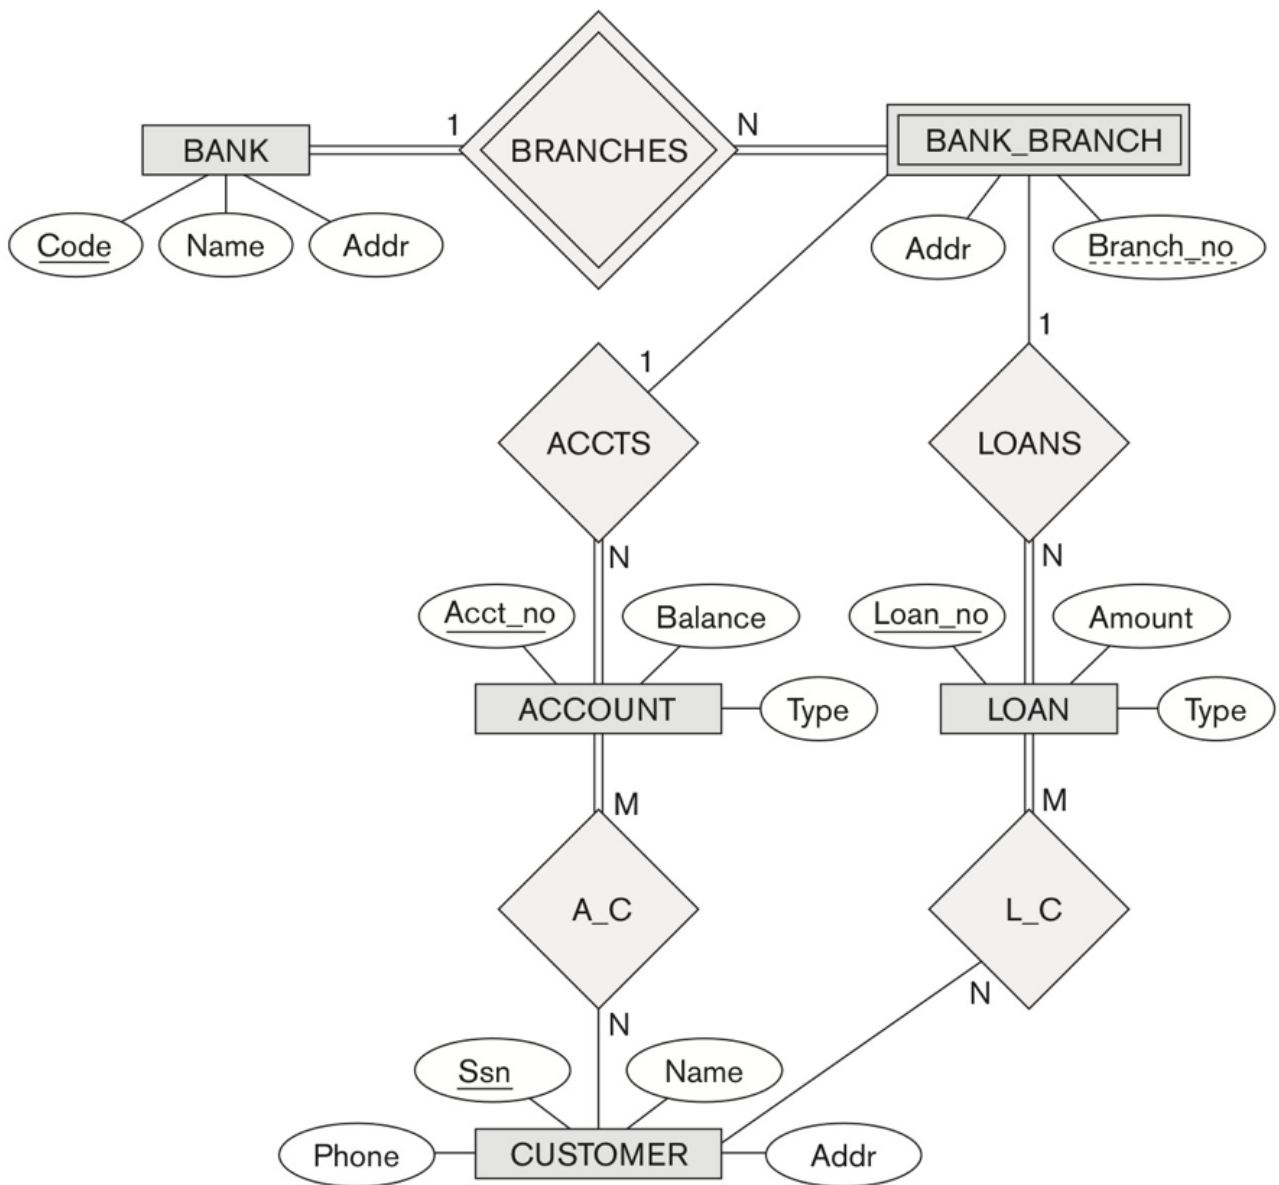 1
N
BANK
BRANCHES
BANK_BRANCH
Code
Name
Addr
Addr
Branch_no
1
1
ACCTS
LOANS
N
N
Acct_no
Balance
Loan_no
Amount
ACCOUNT
Type
LOAN
Type
M
M
A_C
L_C
N
N
Ssn
Name
Phone
CUSTOMER
Addr